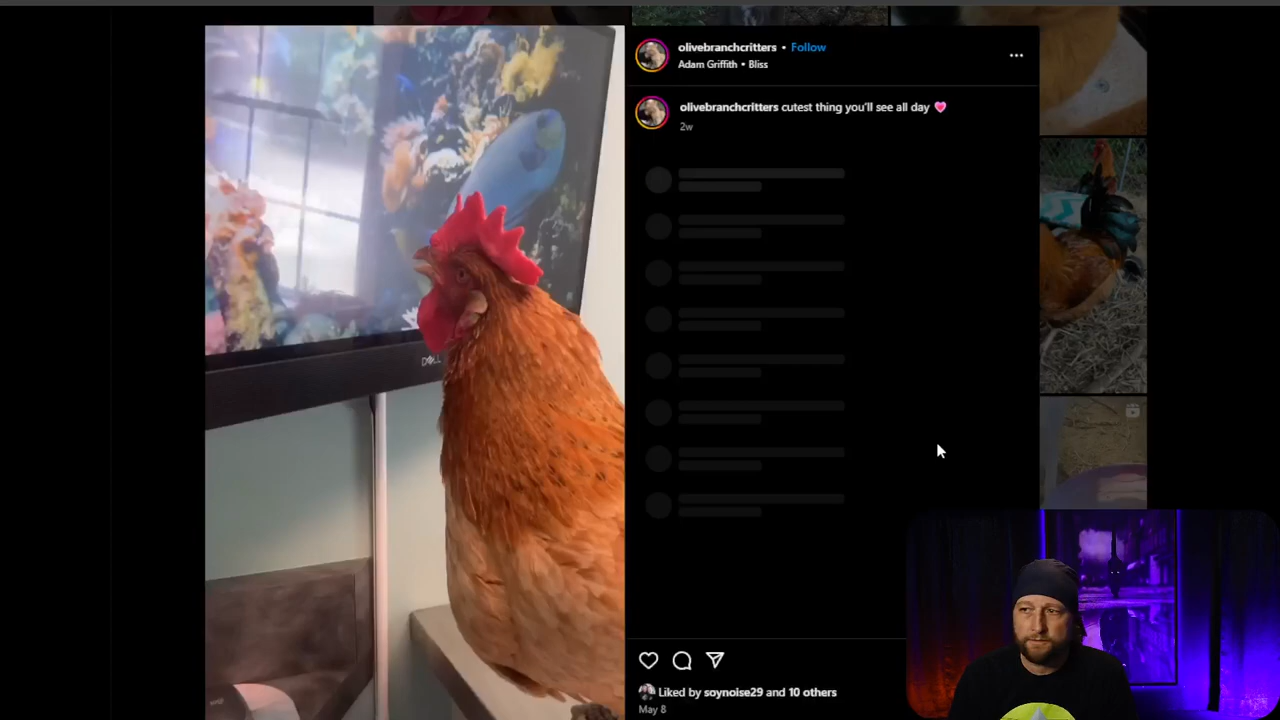 olivebranchcritters • Follow
Adam Griffith • Bliss
olivebranchcritters cutest thing you'll see all day 💗
2w
DELL
Liked by soynoise29 and 10 others
May 8